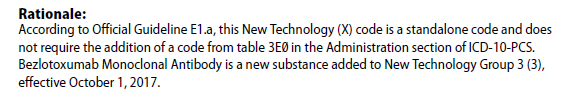 Rationale:
According to Official Guideline E1.a, this New Technology (X) code is a standalone code and does
not require the addition of a code from table 3E0 in the Administration section of ICD-10-PCS.
Bezlotoxumab Monoclonal Antibody is a new substance added to New Technology Group 3 (3),
effective October 1, 2017.